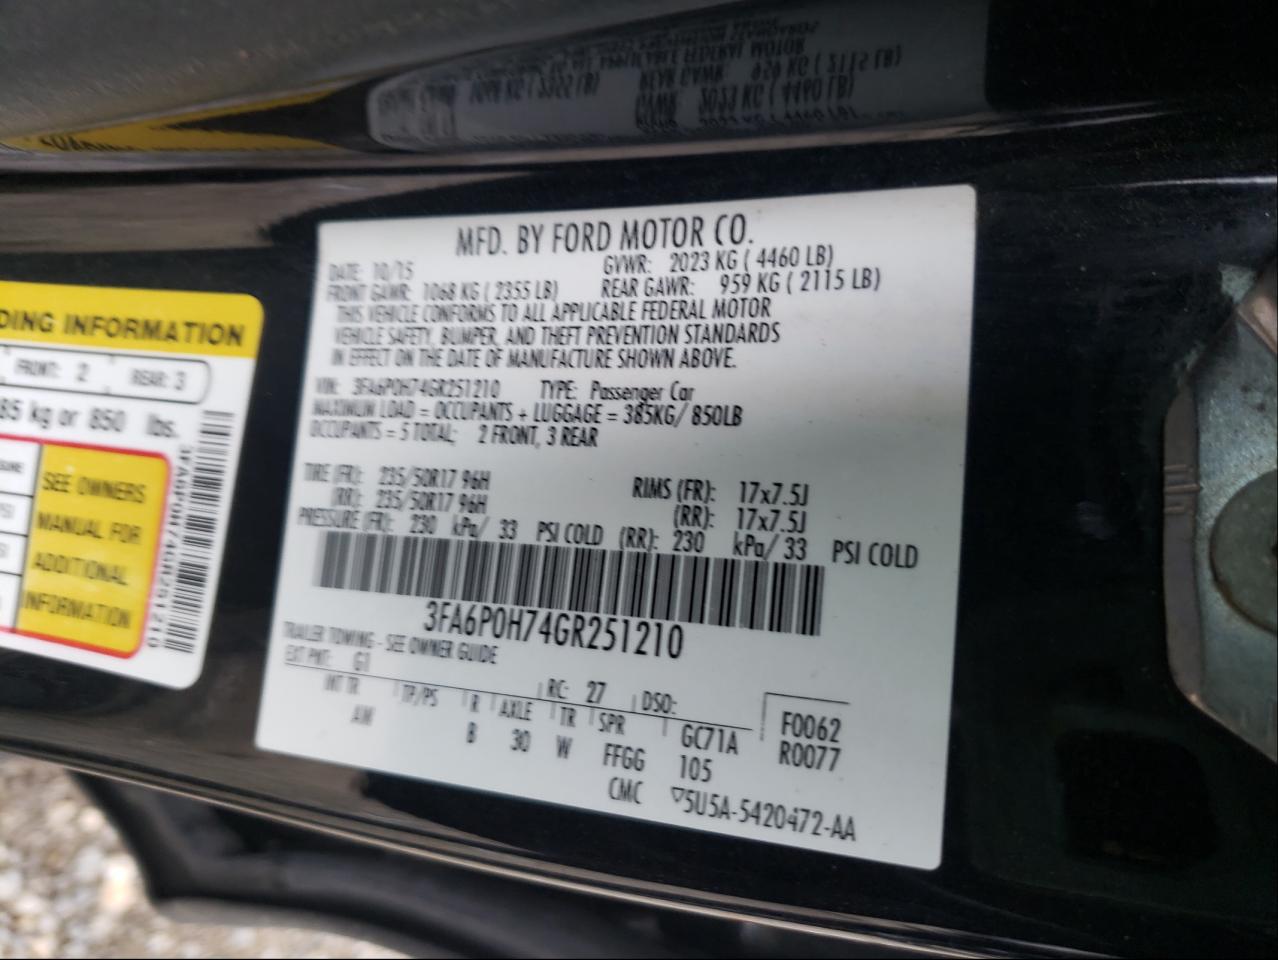 MFD. BY FORD MOTOR CO.
DATE: 10/15 GVWR: 2023 KG ( 4460 LB)
FRONT GAWR: 1068 KG ( 2355 LB) REAR GAWR: 959 KG ( 2115 LB)
THIS VEHICLE CONFORMS TO ALL APPLICABLE FEDERAL MOTOR
VEHICLE SAFETY, BUMPER, AND THEFT PREVENTION STANDARDS
IN EFFECT ON THE DATE OF MANUFACTURE SHOWN ABOVE.
VIN: 3FA6P0H74GR251210 TYPE: Passenger Car
MAXIMUM LOAD = OCCUPANTS + LUGGAGE = 385KG/ 850LB
OCCUPANTS = 5 TOTAL; 2 FRONT, 3 REAR
TIRE (FR): 235/50R17 96H RIMS (FR): 17x7.5J
(RR): 235/50R17 96H (RR): 17x7.5J
PRESSURE (FR): 230 kPa/ 33 PSI COLD (RR): 230 kPa/ 33 PSI COLD
3FA6P0H74GR251210
TRAILER TOWING - SEE OWNER GUIDE
EXT PNT: G1 RC: 27 DSO:
INT TR TP/PS R AXLE TR SPR GC71A F0062
AW B 30 W FFGG 105 R0077
CMC ▽5U5A-5420472-AA
DING INFORMATION
FRONT: 2 REAR: 3
85 kg or 850 lbs.
SEE OWNERS
MANUAL FOR
ADDITIONAL
INFORMATION
3FA6P0H74GR251210